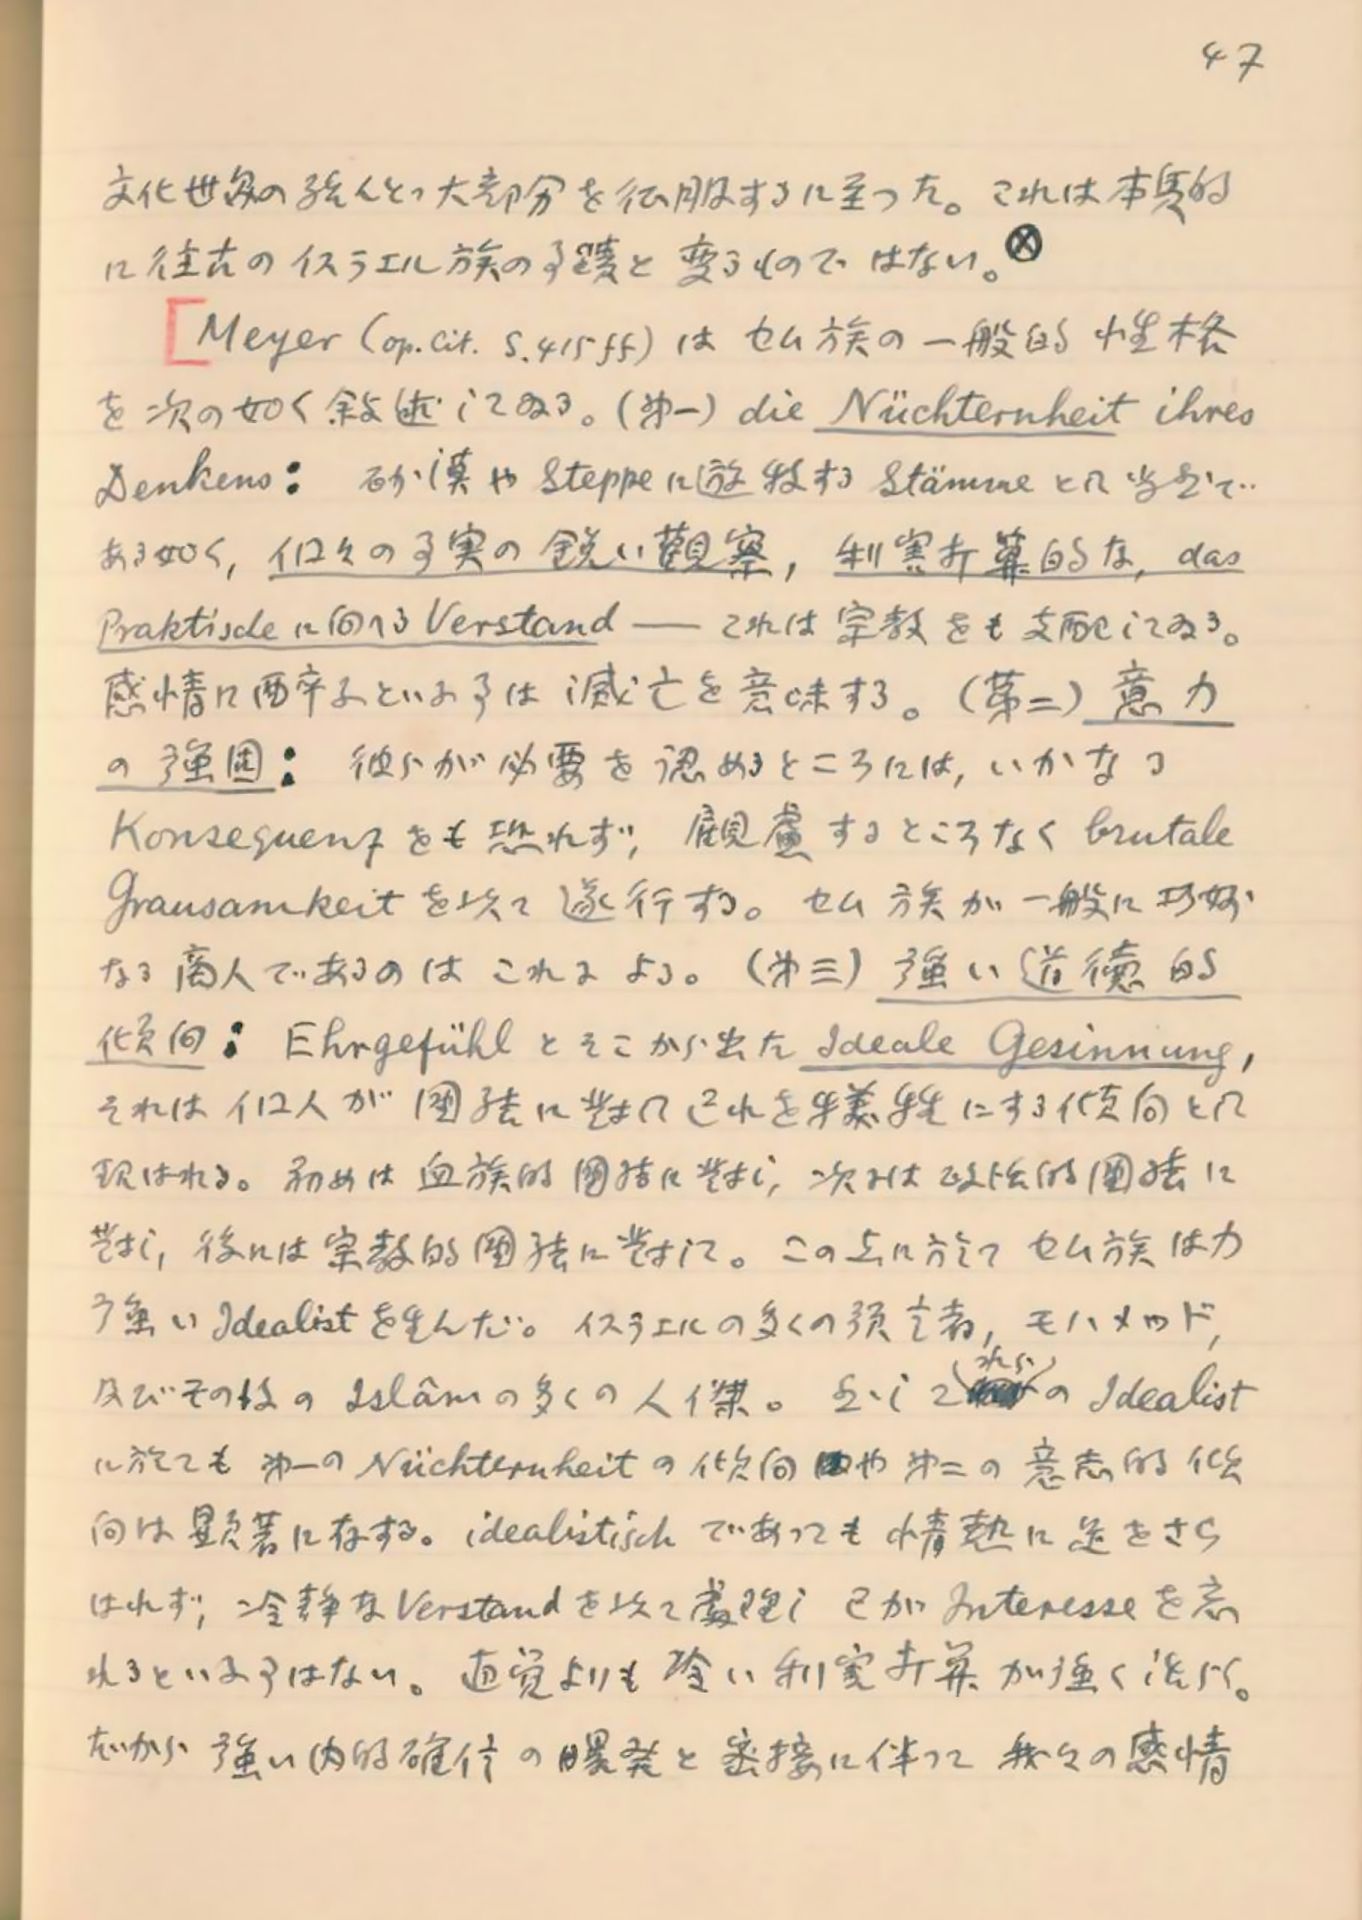 47
文化世界の殆んど大部分を征服するに至った。これは本質的
に往古のイスラエル族の事蹟と変るものではない。ⓧ
[Meyer (op. cit. S. 415 ff) は セム族の一般的性格
を次の如く叙述してゐる。(第一) die Nüchternheit ihres
Denkens: 砂漠や Steppe に遊牧する Stämme として当然で
ある如く, 個々の事実の鋭い觀察, 利害打算的な, das
Praktische に向へる Verstand — これは宗教をも支配してゐる。
感情に酔ふといふ事は滅亡を意味する。(第二) 意力
の強固: 彼らが必要を認めるところには, いかなる
Konsequenz をも恐れず, 顧慮するところなく brutale
Grausamkeit を以て遂行する。セム族が一般に巧妙
なる商人であるのはこれによる。(第三) 強い道徳的
傾向: Ehrgefühl とそこから出た Ideale Gesinnung,
それは個人が団結に対して己れを犠牲にする傾向として
現はれる。初めは血族的団結に対し, 次には政治的団結に
対し, 後には宗教的団結に対して。この点に於てセム族は力
強い Idealist を生んだ。イスラエルの多くの預言者, モハメッド,
及びその後の Islâm の多くの人傑。然しこれらの Idealist
に於ても第一の Nüchternheit の傾向や第二の意志的傾
向は顕著に存する。idealistisch であっても情熱に足をさら
はれず, 冷静な Verstand を以て處理し己が Interesse を忘
れるといふ事はない。直覚よりも冷い利害打算が強く働らく。
だから強い内的確信の爆発と密接に伴って我々の感情